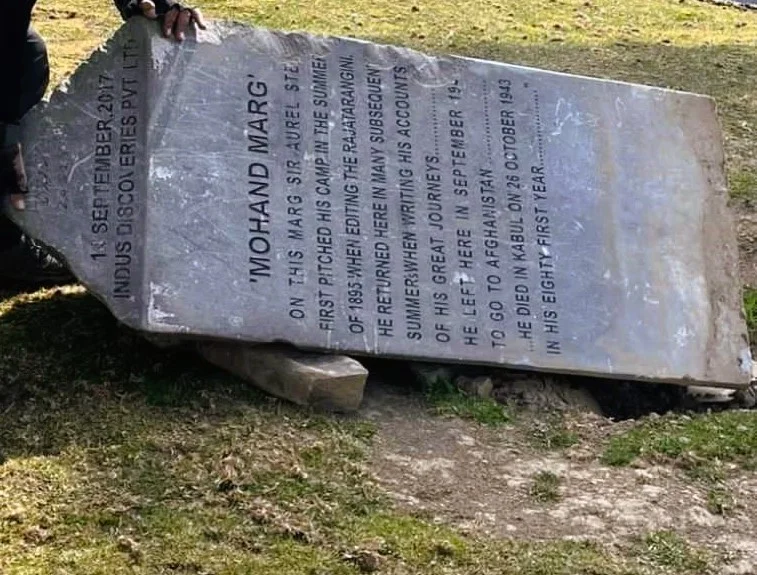 SEPTEMBER, 2017
INDUS DISCOVERIES PVT LTD
'MOHAND MARG'
ON THIS MARG SIR AUREL STE
FIRST PITCHED HIS CAMP IN THE SUMMER
OF 1895 WHEN EDITING THE RAJATARANGINI.
HE RETURNED HERE IN MANY SUBSEQUEN
SUMMERS WHEN WRITING HIS ACCOUNTS
OF HIS GREAT JOURNEYS..........
HE LEFT HERE IN SEPTEMBER 19
TO GO TO AFGHANISTAN ..........
...HE DIED IN KABUL ON 26 OCTOBER 1943
IN HIS EIGHTY FIRST YEAR..........."